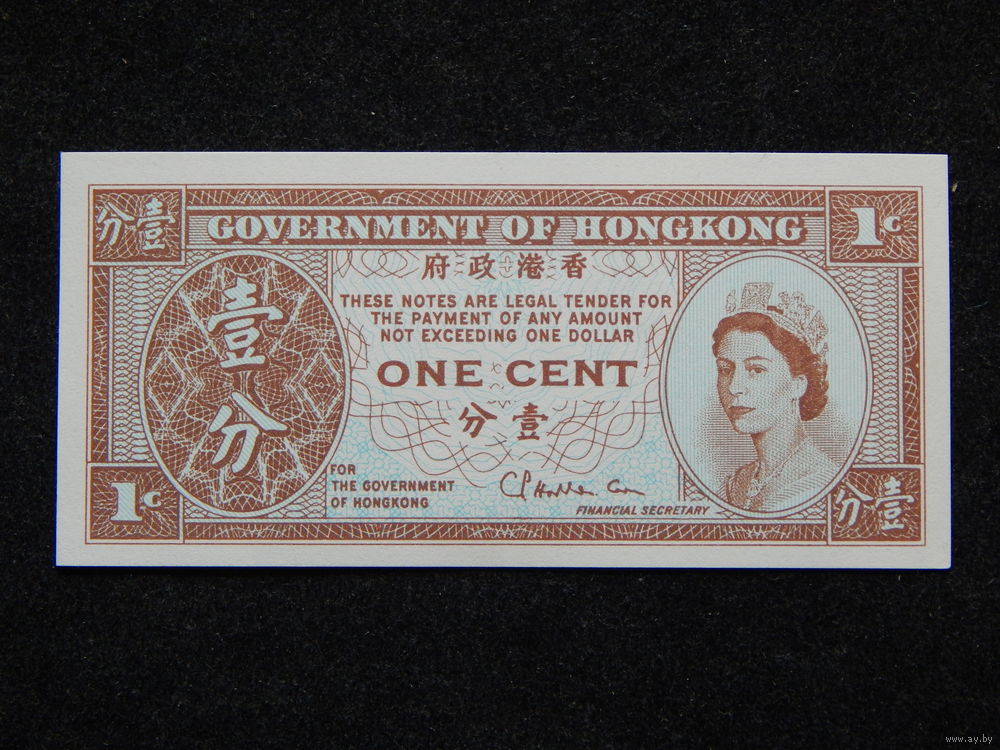 分壹
GOVERNMENT OF HONGKONG
1C
府政港香
THESE NOTES ARE LEGAL TENDER FOR
THE PAYMENT OF ANY AMOUNT
NOT EXCEEDING ONE DOLLAR
ONE CENT
分壹
壹
分
FOR
THE GOVERNMENT
OF HONGKONG
FINANCIAL SECRETARY
1C
分壹
www.ay.by